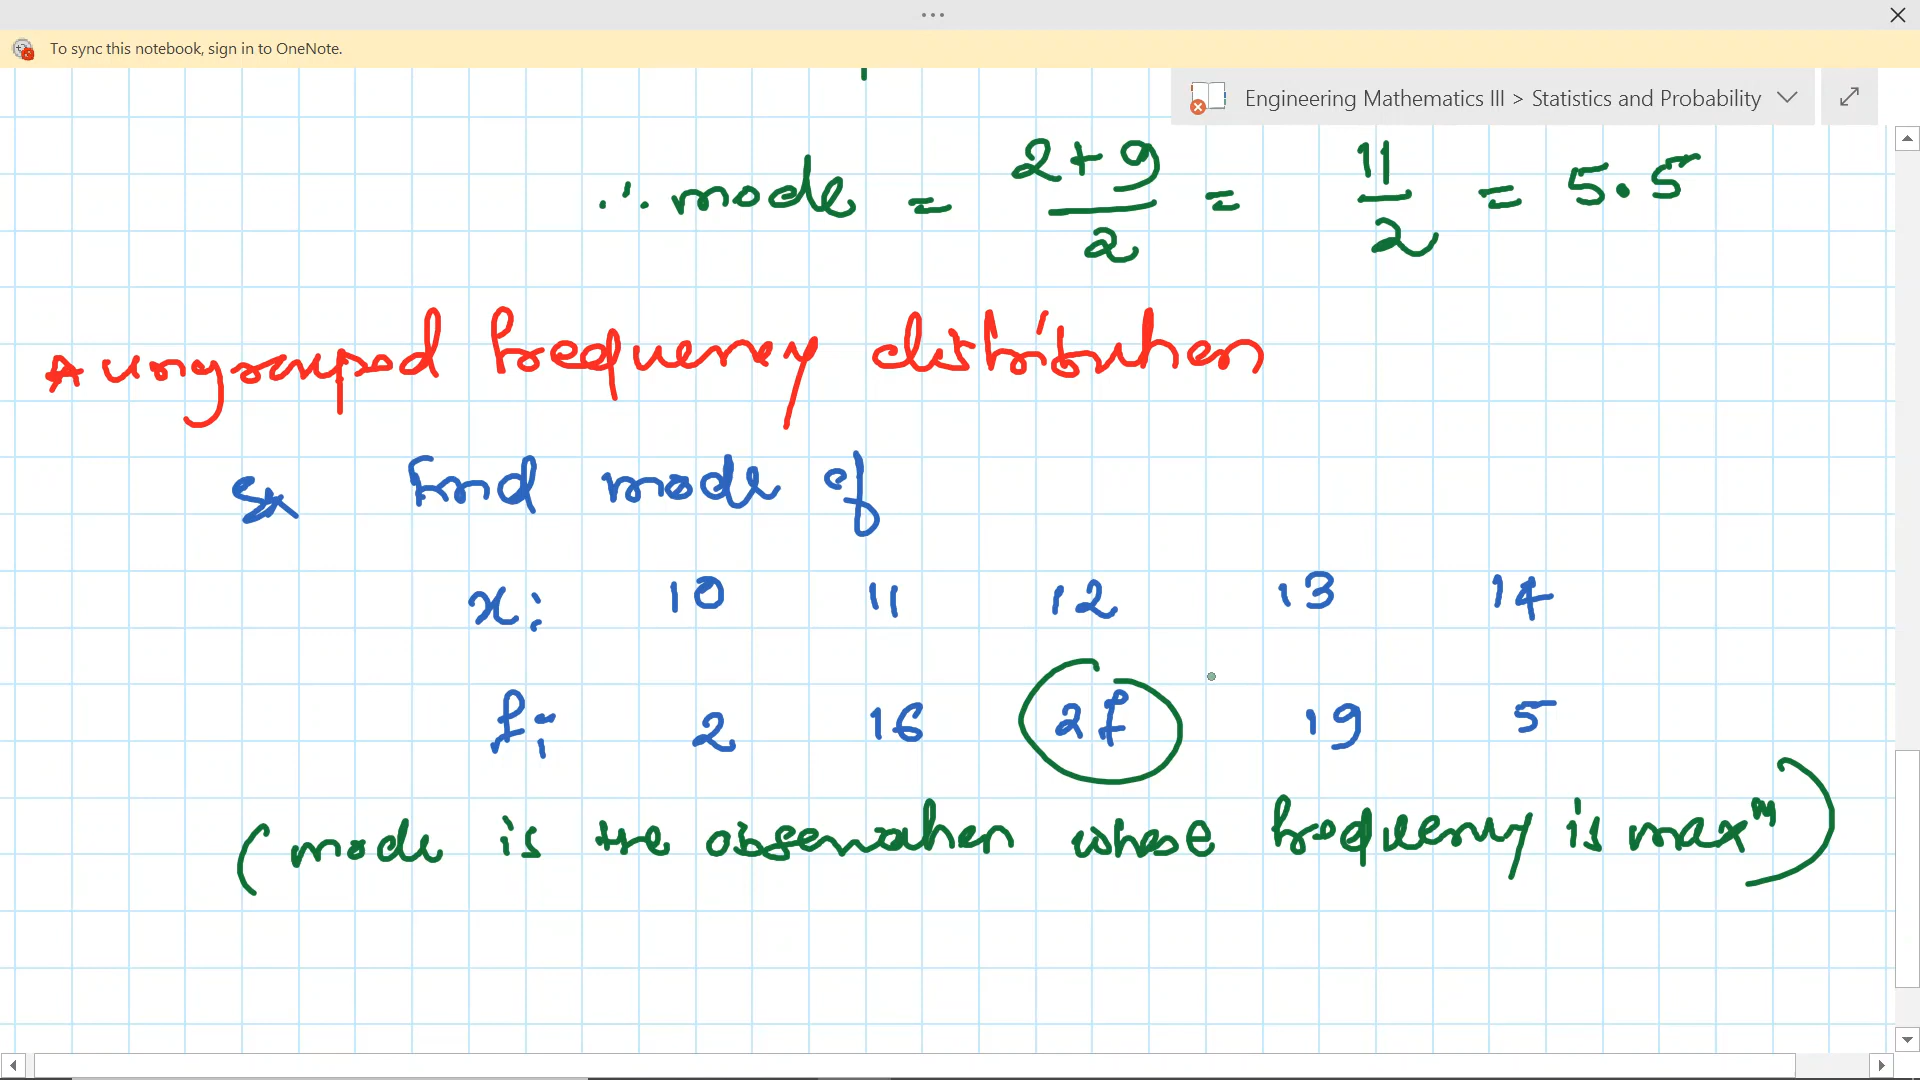 To sync this notebook, sign in to OneNote.
Engineering Mathematics III > Statistics and Probability
∴ mode = 2+9/2 = 11/2 = 5.5
* ungrouped frequency distribution
Ex Find mode of
x: 10 11 12 13 14
f: 2 16 27 19 5
(mode is the observation whose frequency is maxᵐ)